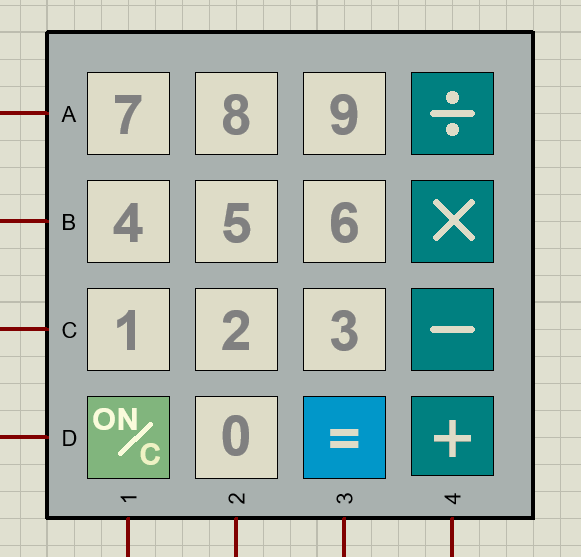 A 7 8 9 ÷
B 4 5 6 ×
C 1 2 3 −
D ON/C 0 = +
1 2 3 4